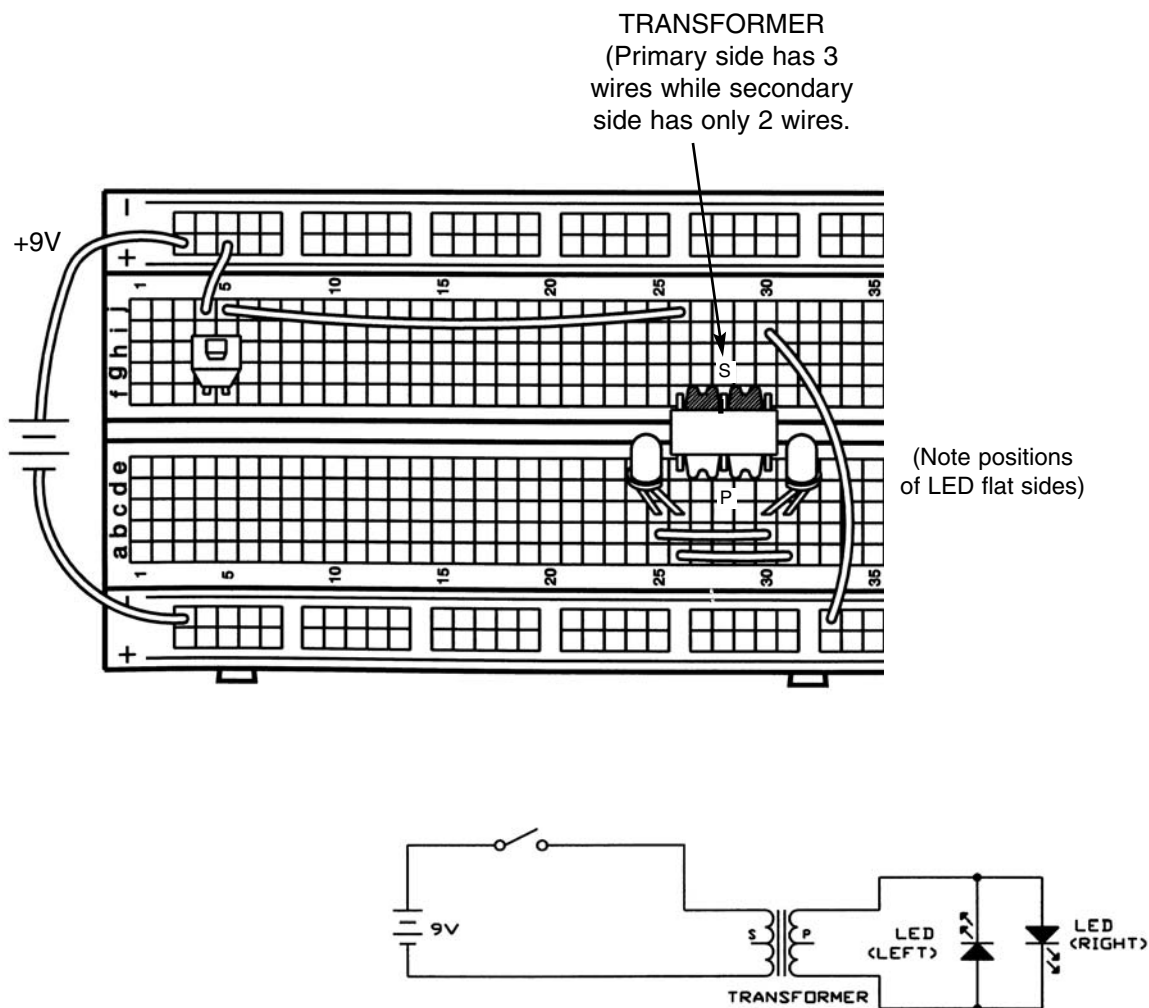 TRANSFORMER
(Primary side has 3
wires while secondary
side has only 2 wires.
−
+9V
+
1 5 10 15 20 25 30 35
f g h i j
S
a b c d e
P
(Note positions
of LED flat sides)
1 5 10 15 20 25 30 35
−
+
9V
S P
LED
(LEFT)
LED
(RIGHT)
TRANSFORMER